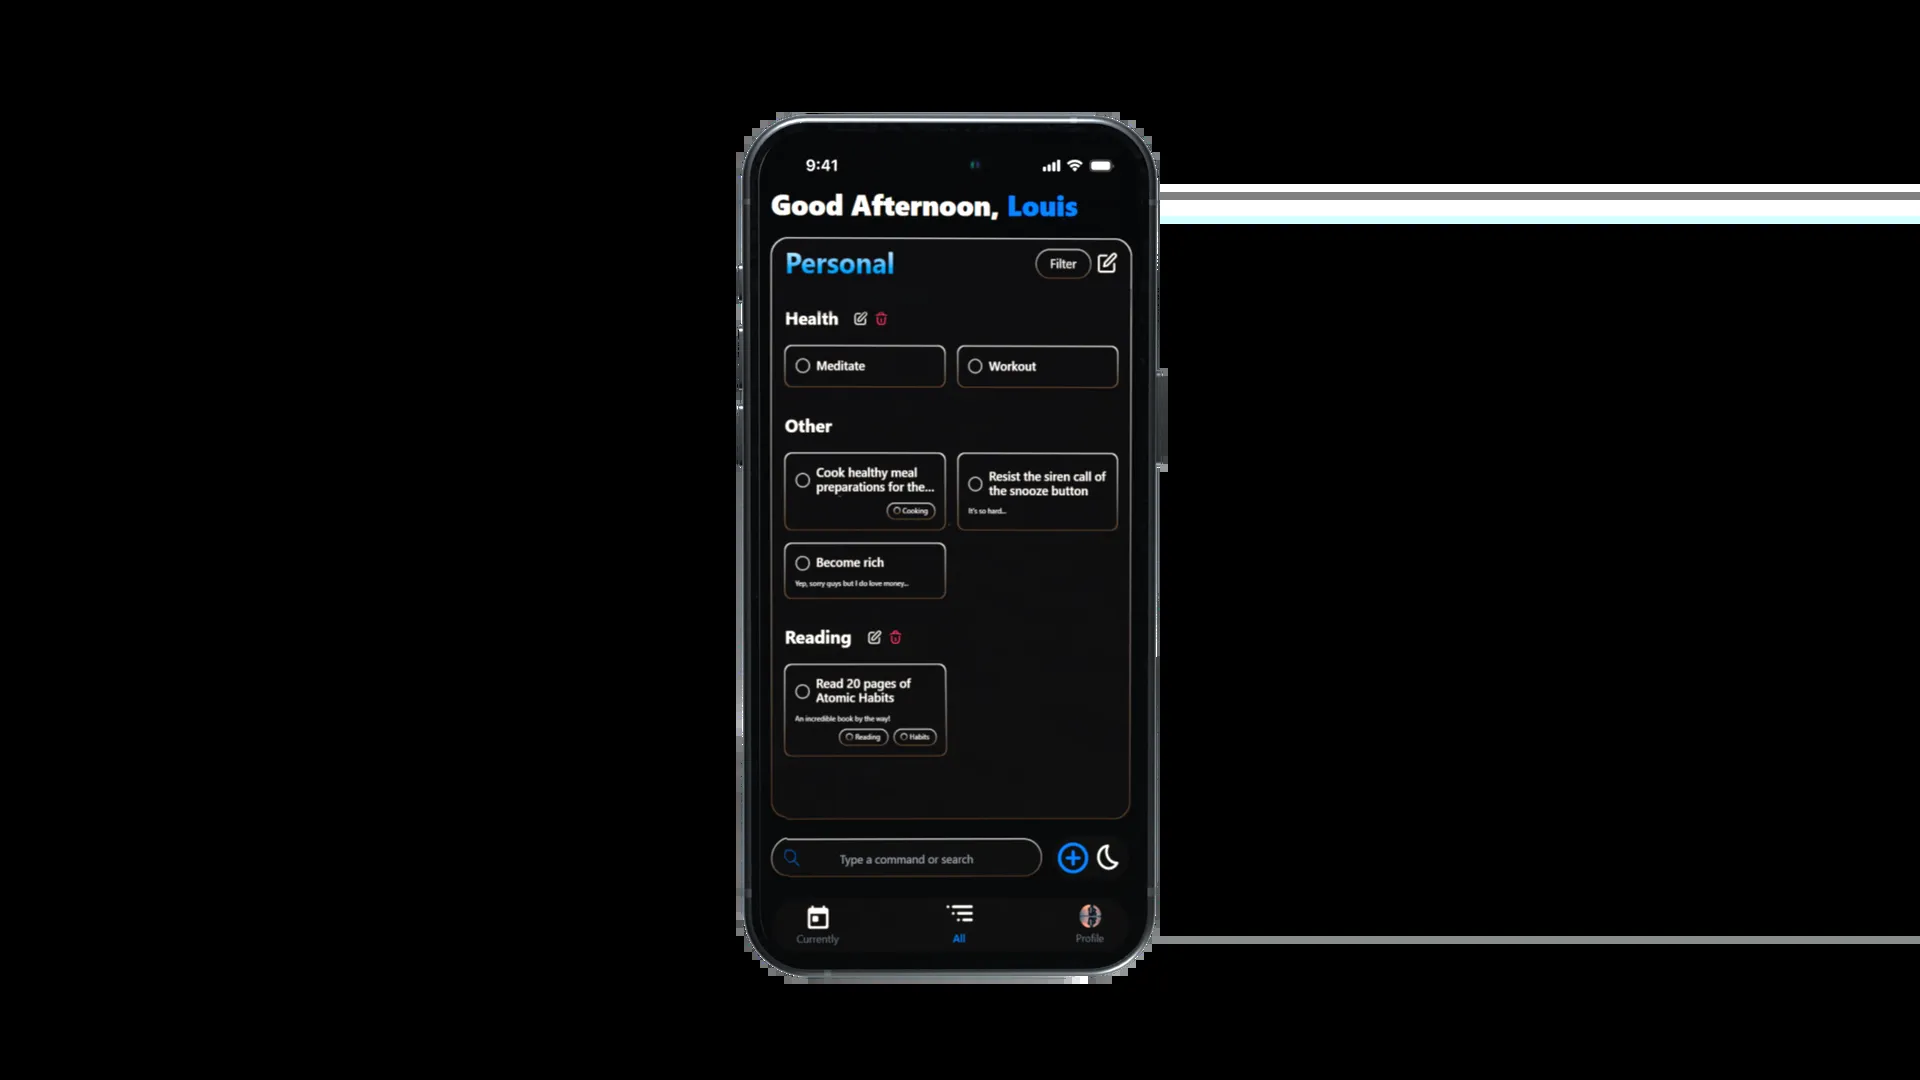 9:41
Good Afternoon, Louis
Personal
Filter
Health
Meditate
Workout
Other
Cook healthy meal
preparations for the...
Cooking
Resist the siren call of
the snooze button
It's so hard...
Become rich
Yep, sorry guys but I do love money...
Reading
Read 20 pages of
Atomic Habits
An incredible book by the way!
Reading
Habits
Type a command or search
Currently
All
Profile